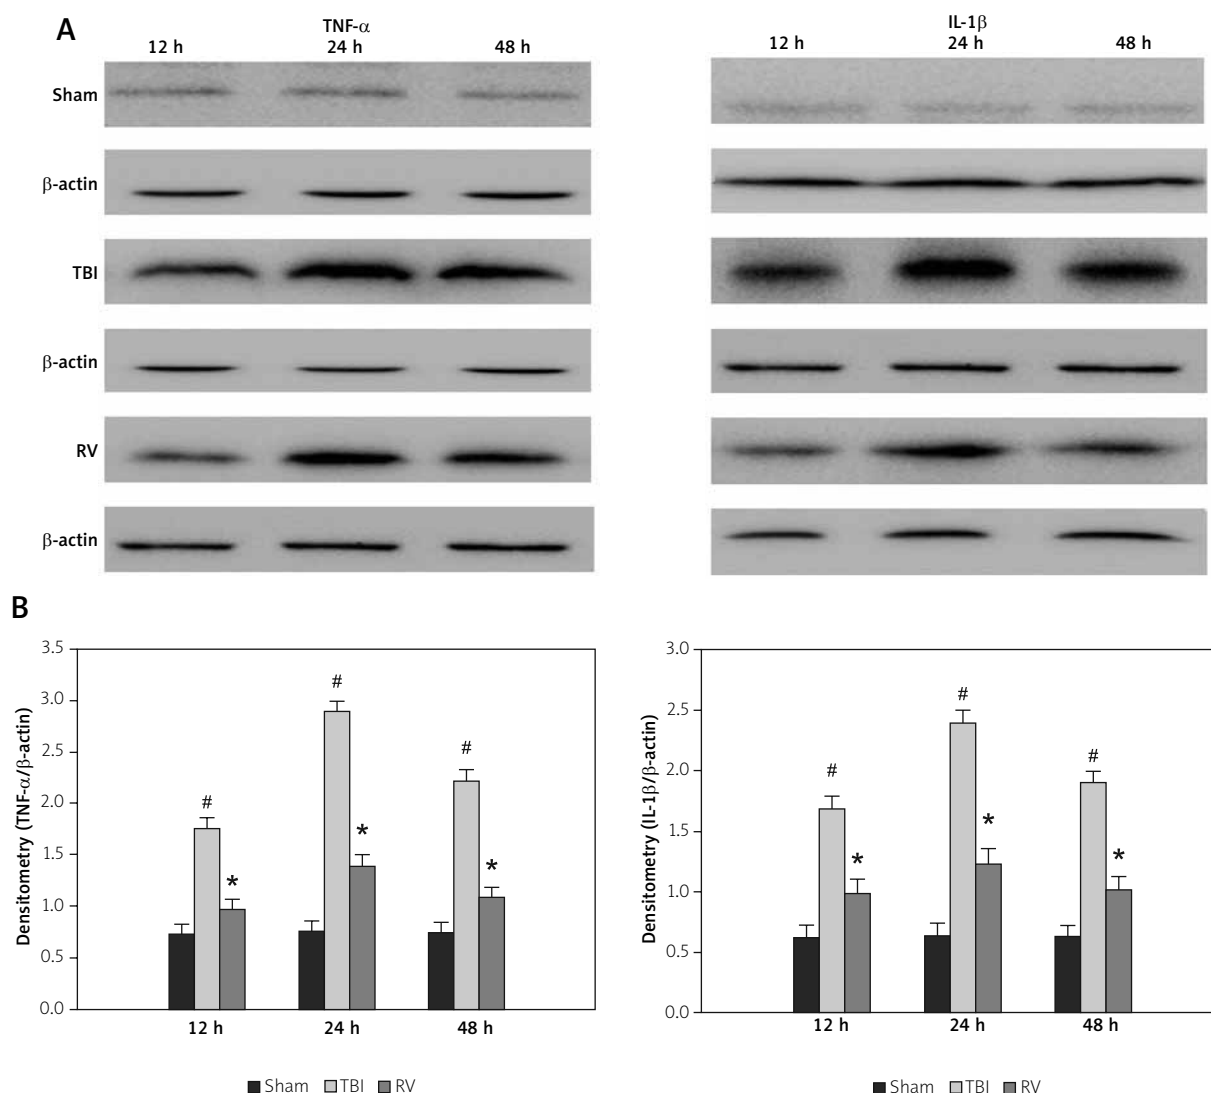 A
TNF-α
12 h 24 h 48 h
IL-1β
12 h 24 h 48 h
Sham
β-actin
TBI
β-actin
RV
β-actin
B
Densitometry (TNF-α/β-actin)
3.5
3.0
2.5
2.0
1.5
1.0
0.5
0.0
# * # * # *
12 h 24 h 48 h
Sham TBI RV
Densitometry (IL-1β/β-actin)
3.0
2.5
2.0
1.5
1.0
0.5
0.0
# * # * # *
12 h 24 h 48 h
Sham TBI RV